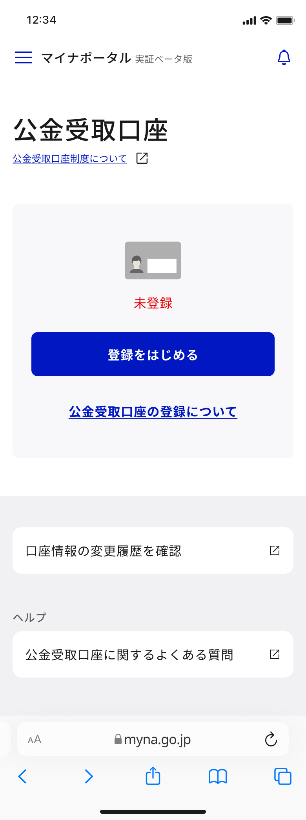 12:34
マイナポータル 実証ベータ版
公金受取口座
公金受取口座制度について
未登録
登録をはじめる
公金受取口座の登録について
口座情報の変更履歴を確認
ヘルプ
公金受取口座に関するよくある質問
AA myna.go.jp